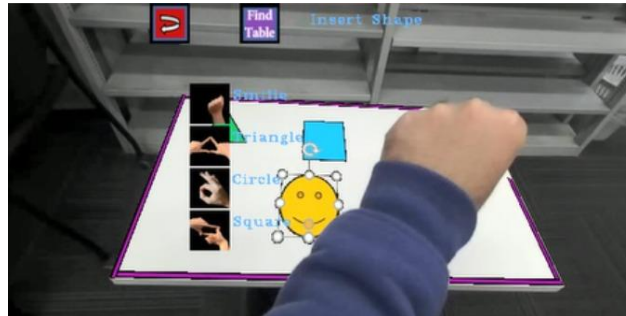 Find
Table
Insert Shape
Smile
Triangle
Circle
Square